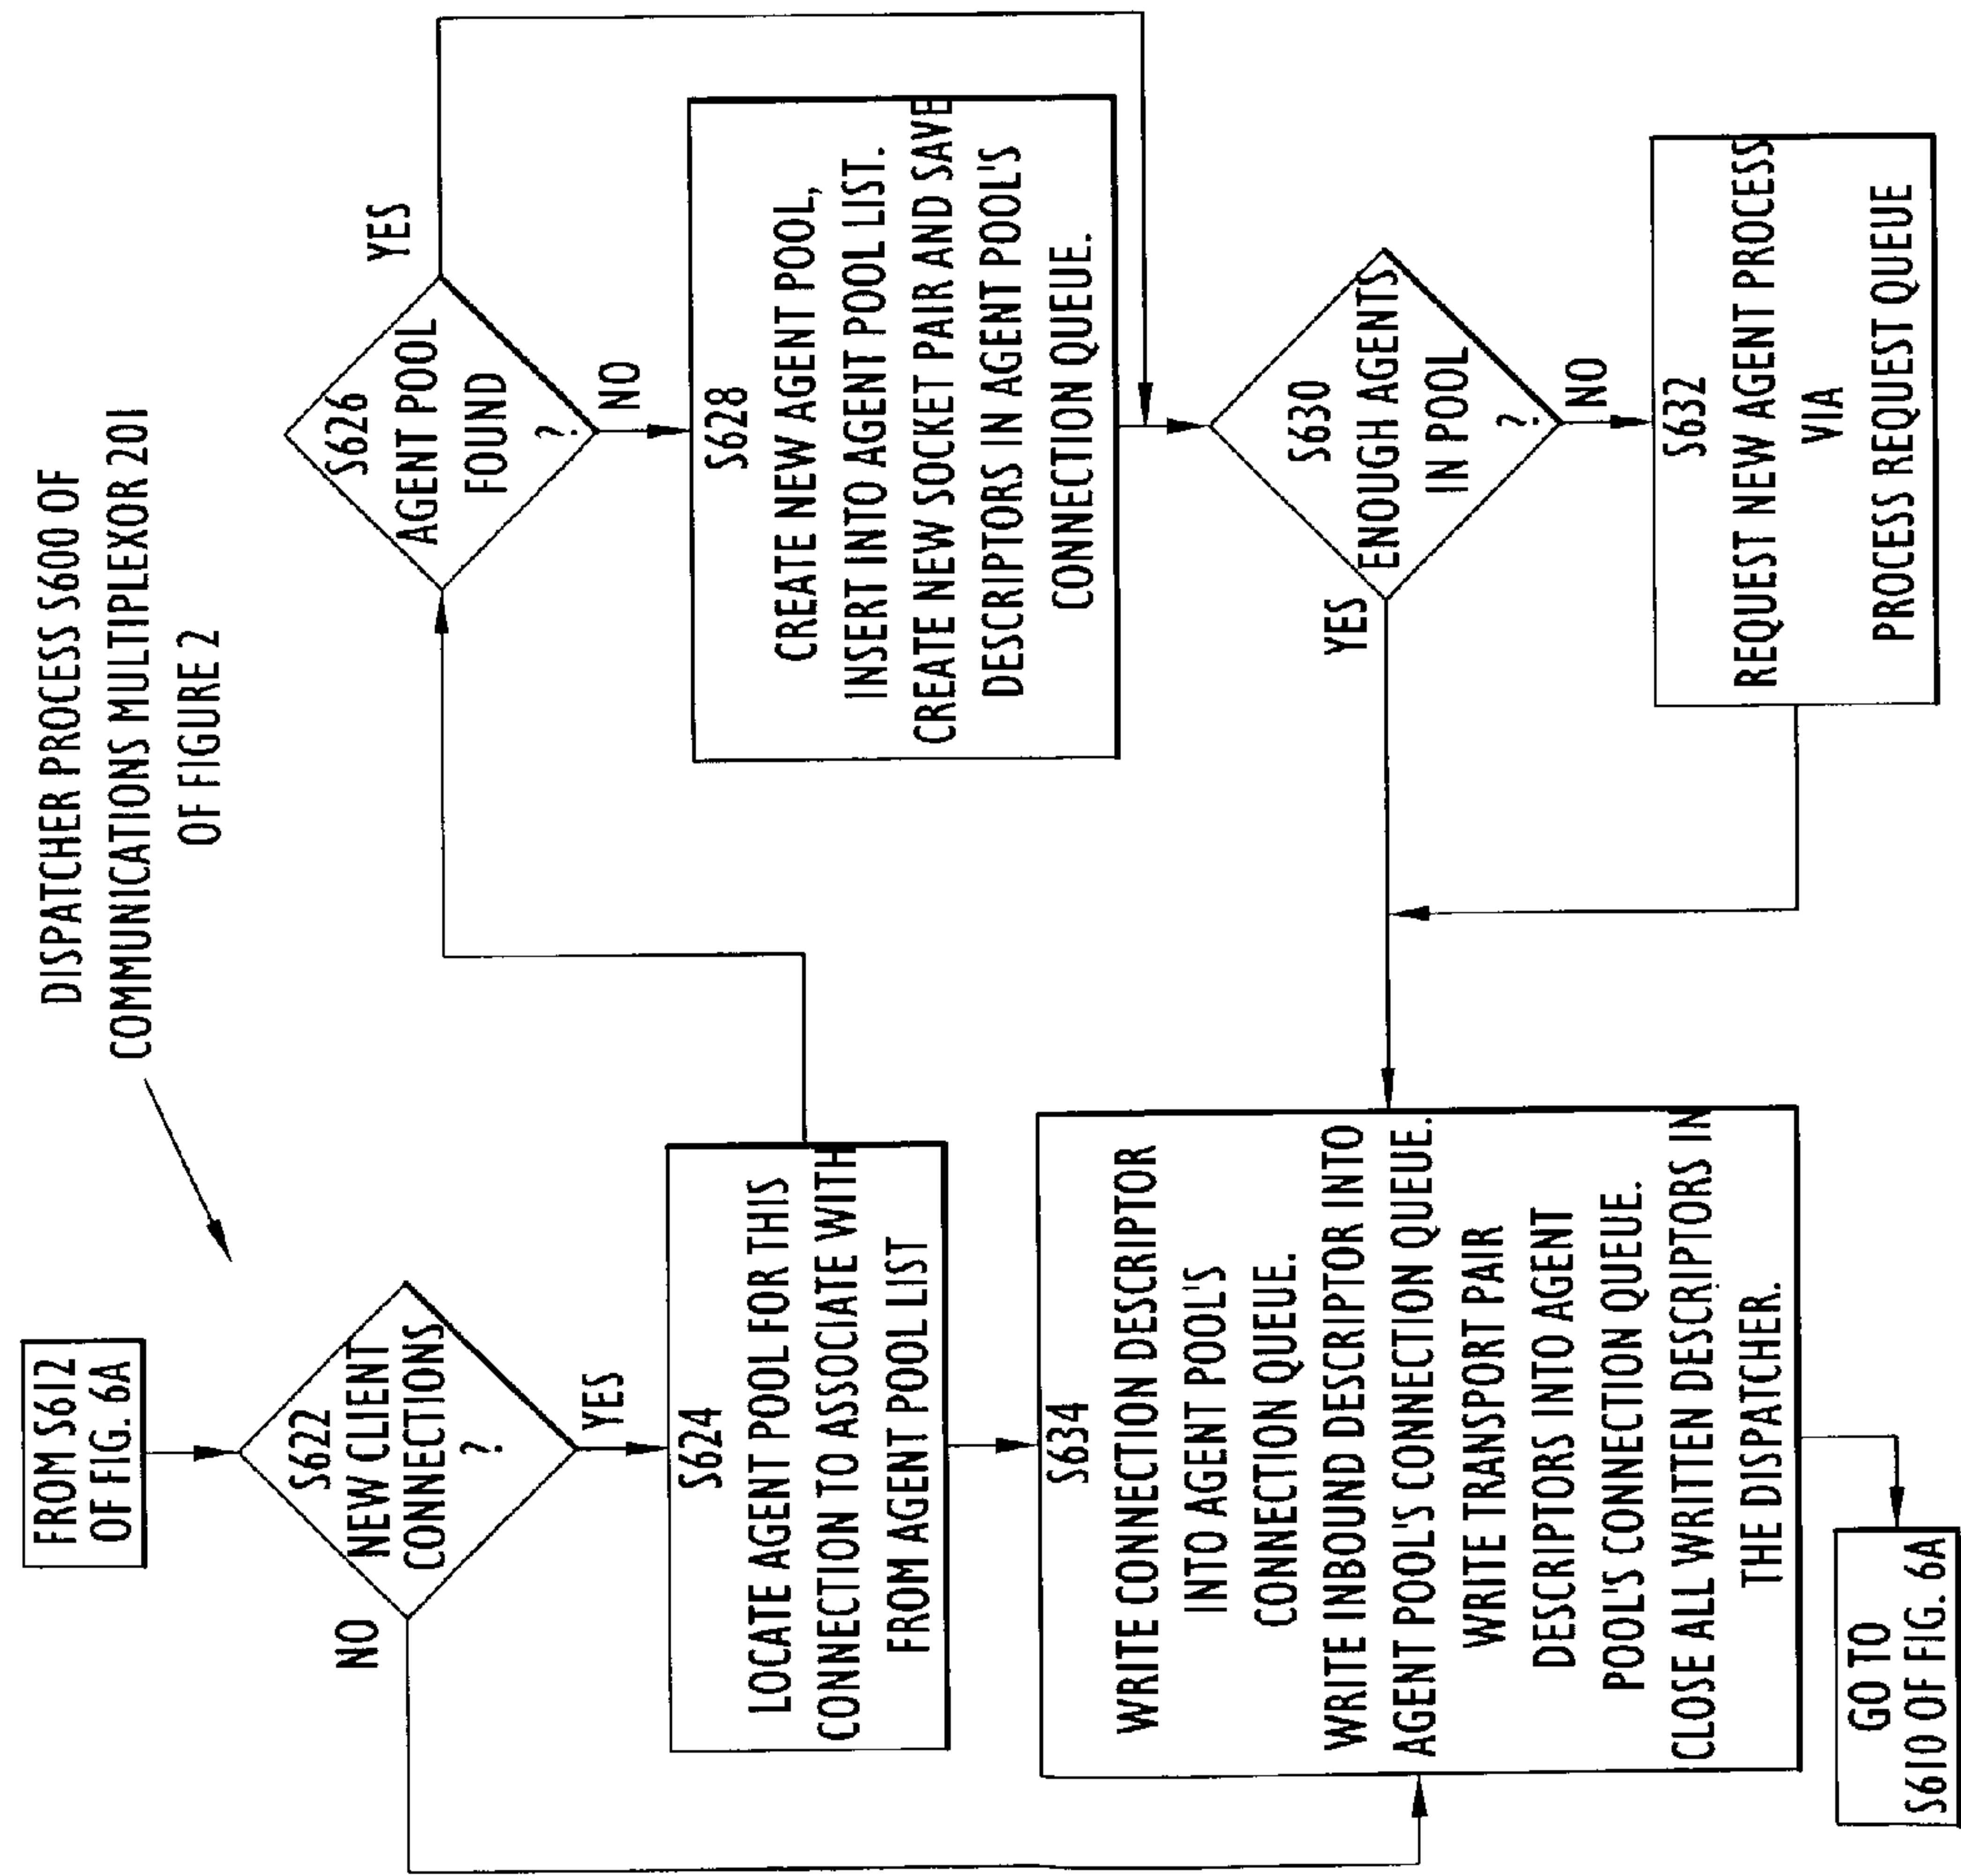 DISPATCHER PROCESS S600 OF
COMMUNICATIONS MULTIPLEXOR 201
OF FIGURE 2
FROM S612
OF FIG. 6A
S622
NEW CLIENT
CONNECTIONS
?
NO
YES
S624
LOCATE AGENT POOL FOR THIS
CONNECTION TO ASSOCIATE WITH
FROM AGENT POOL LIST
S634
WRITE CONNECTION DESCRIPTOR
INTO AGENT POOL'S
CONNECTION QUEUE.
WRITE INBOUND DESCRIPTOR INTO
AGENT POOL'S CONNECTION QUEUE.
WRITE TRANSPORT PAIR
DESCRIPTORS INTO AGENT
POOL'S CONNECTION QUEUE.
CLOSE ALL WRITTEN DESCRIPTORS IN
THE DISPATCHER.
GO TO
S610 OF FIG. 6A
S626
AGENT POOL
FOUND
?
YES
NO
S628
CREATE NEW AGENT POOL,
INSERT INTO AGENT POOL LIST.
CREATE NEW SOCKET PAIR AND SAVE
DESCRIPTORS IN AGENT POOL'S
CONNECTION QUEUE.
S630
ENOUGH AGENTS
IN POOL
?
YES
NO
S632
REQUEST NEW AGENT PROCESS
VIA
PROCESS REQUEST QUEUE